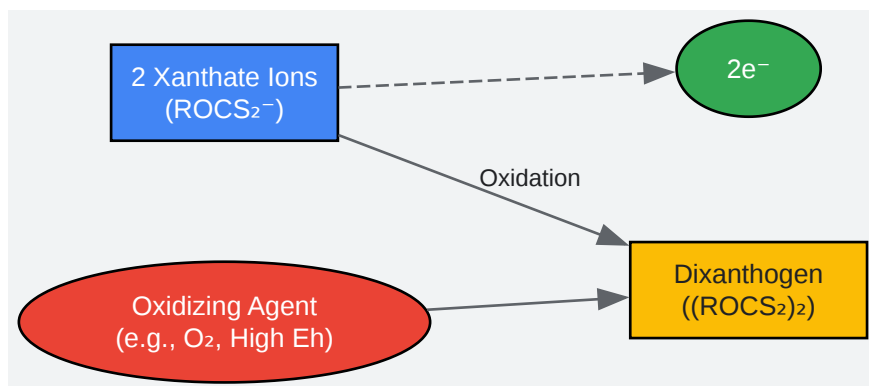 2 Xanthate Ions
(ROCS₂⁻)
2e⁻
Oxidation
Dixanthogen
((ROCS₂)₂)
Oxidizing Agent
(e.g., O₂, High Eh)